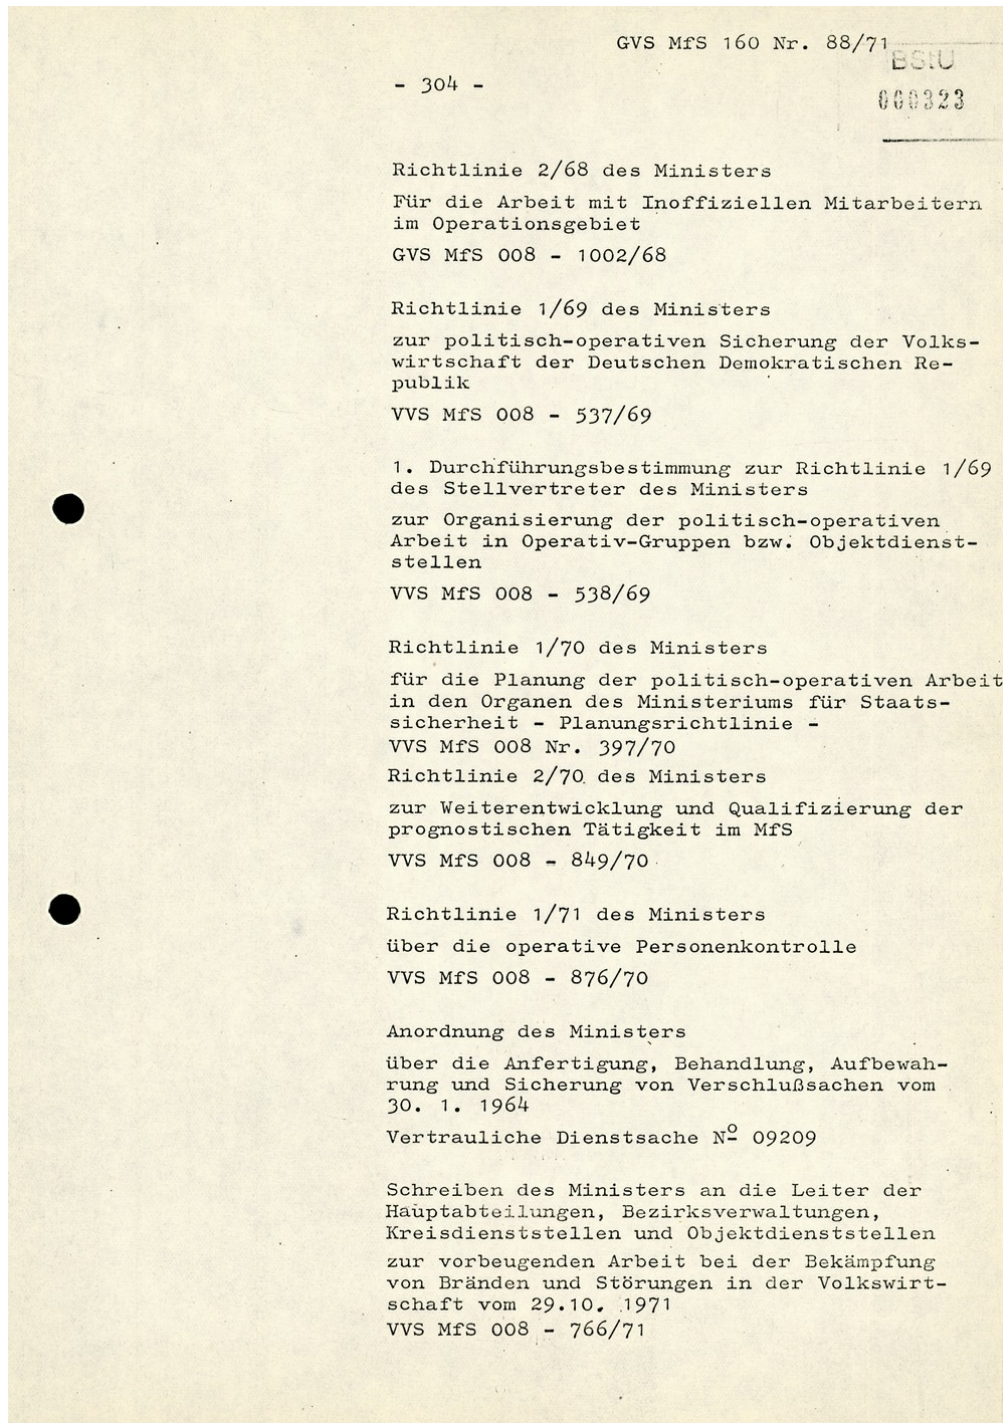 GVS MfS 160 Nr. 88/71
BStU
- 304 -
000323
Richtlinie 2/68 des Ministers
Für die Arbeit mit Inoffiziellen Mitarbeitern
im Operationsgebiet
GVS MfS 008 - 1002/68
Richtlinie 1/69 des Ministers
zur politisch-operativen Sicherung der Volks-
wirtschaft der Deutschen Demokratischen Re-
publik
VVS MfS 008 - 537/69
1. Durchführungsbestimmung zur Richtlinie 1/69
des Stellvertreter des Ministers
zur Organisierung der politisch-operativen
Arbeit in Operativ-Gruppen bzw. Objektdienst-
stellen
VVS MfS 008 - 538/69
Richtlinie 1/70 des Ministers
für die Planung der politisch-operativen Arbeit
in den Organen des Ministeriums für Staats-
sicherheit - Planungsrichtlinie -
VVS MfS 008 Nr. 397/70
Richtlinie 2/70 des Ministers
zur Weiterentwicklung und Qualifizierung der
prognostischen Tätigkeit im MfS
VVS MfS 008 - 849/70
Richtlinie 1/71 des Ministers
über die operative Personenkontrolle
VVS MfS 008 - 876/70
Anordnung des Ministers
über die Anfertigung, Behandlung, Aufbewah-
rung und Sicherung von Verschlußsachen vom
30. 1. 1964
Vertrauliche Dienstsache Nº 09209
Schreiben des Ministers an die Leiter der
Hauptabteilungen, Bezirksverwaltungen,
Kreisdienststellen und Objektdienststellen
zur vorbeugenden Arbeit bei der Bekämpfung
von Bränden und Störungen in der Volkswirt-
schaft vom 29.10. 1971
VVS MfS 008 - 766/71